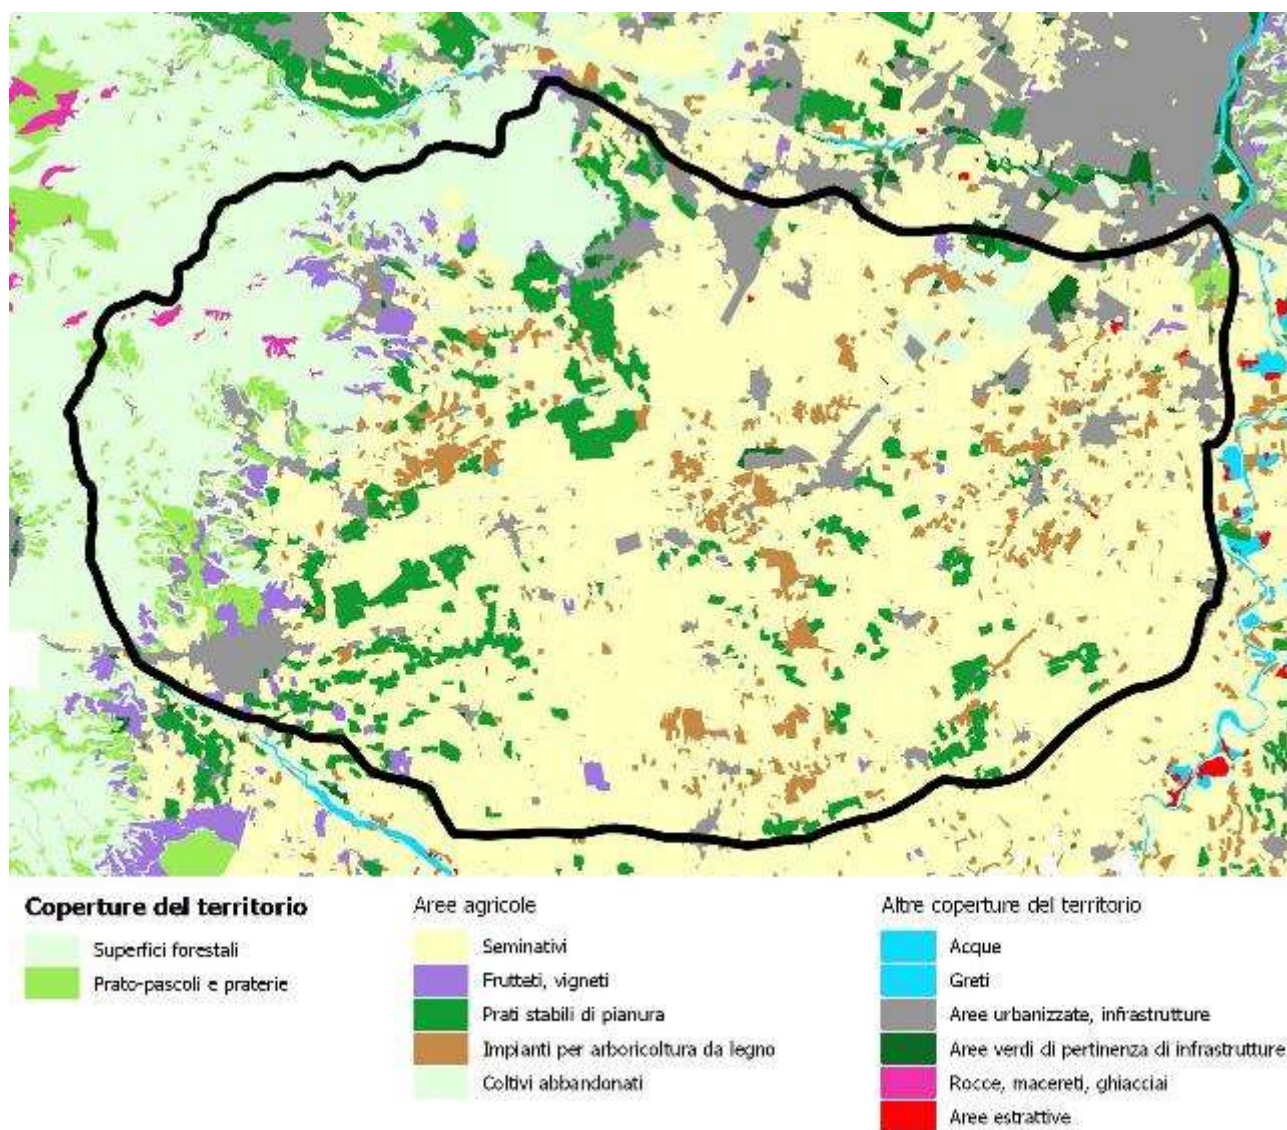 Coperture del territorio
Superfici forestali
Prato-pascoli e praterie
Aree agricole
Seminativi
Frutteti, vigneti
Prati stabili di pianura
Impianti per arboricoltura da legno
Coltivi abbandonati
Altre coperture del territorio
Acque
Greti
Aree urbanizzate, infrastrutture
Aree verdi di pertinenza di infrastrutture
Rocce, macereti, ghiacciai
Aree estrattive